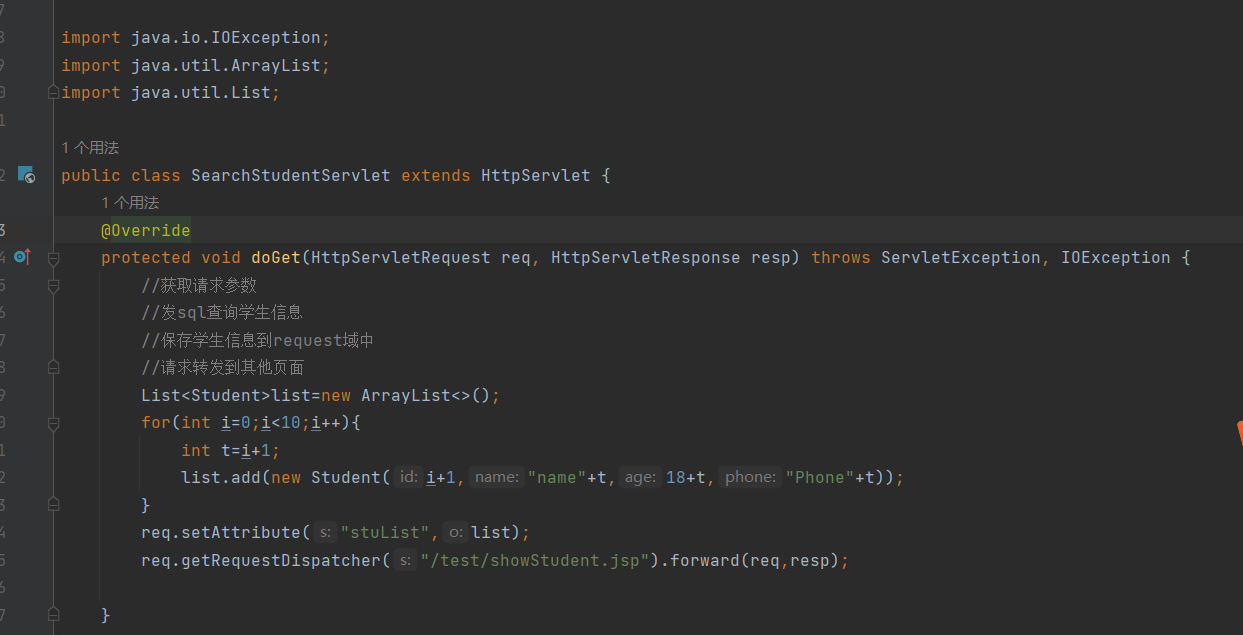 import java.io.IOException;
import java.util.ArrayList;
import java.util.List;
1 个用法
public class SearchStudentServlet extends HttpServlet {
1 个用法
@Override
protected void doGet(HttpServletRequest req, HttpServletResponse resp) throws ServletException, IOException {
//获取请求参数
//发sql查询学生信息
//保存学生信息到request域中
//请求转发到其他页面
List<Student>list=new ArrayList<>();
for(int i=0;i<10;i++){
int t=i+1;
list.add(new Student( id: i+1, name: "name"+t, age: 18+t, phone: "Phone"+t));
}
req.setAttribute( s: "stuList", o: list);
req.getRequestDispatcher( s: "/test/showStudent.jsp").forward(req,resp);
}